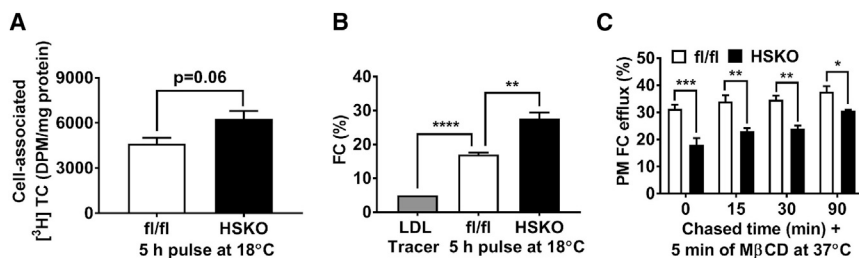 A
Cell-associated
[³H] TC (DPM/mg protein)
9000
6000
3000
0
p=0.06
fl/fl
HSKO
5 h pulse at 18°C
B
FC (%)
40
30
20
10
0
****
**
LDL
Tracer
fl/fl
HSKO
5 h pulse at 18°C
C
fl/fl
HSKO
PM FC efflux (%)
50
40
30
20
10
0
***
**
**
*
0
15
30
90
Chased time (min) +
5 min of MβCD at 37°C